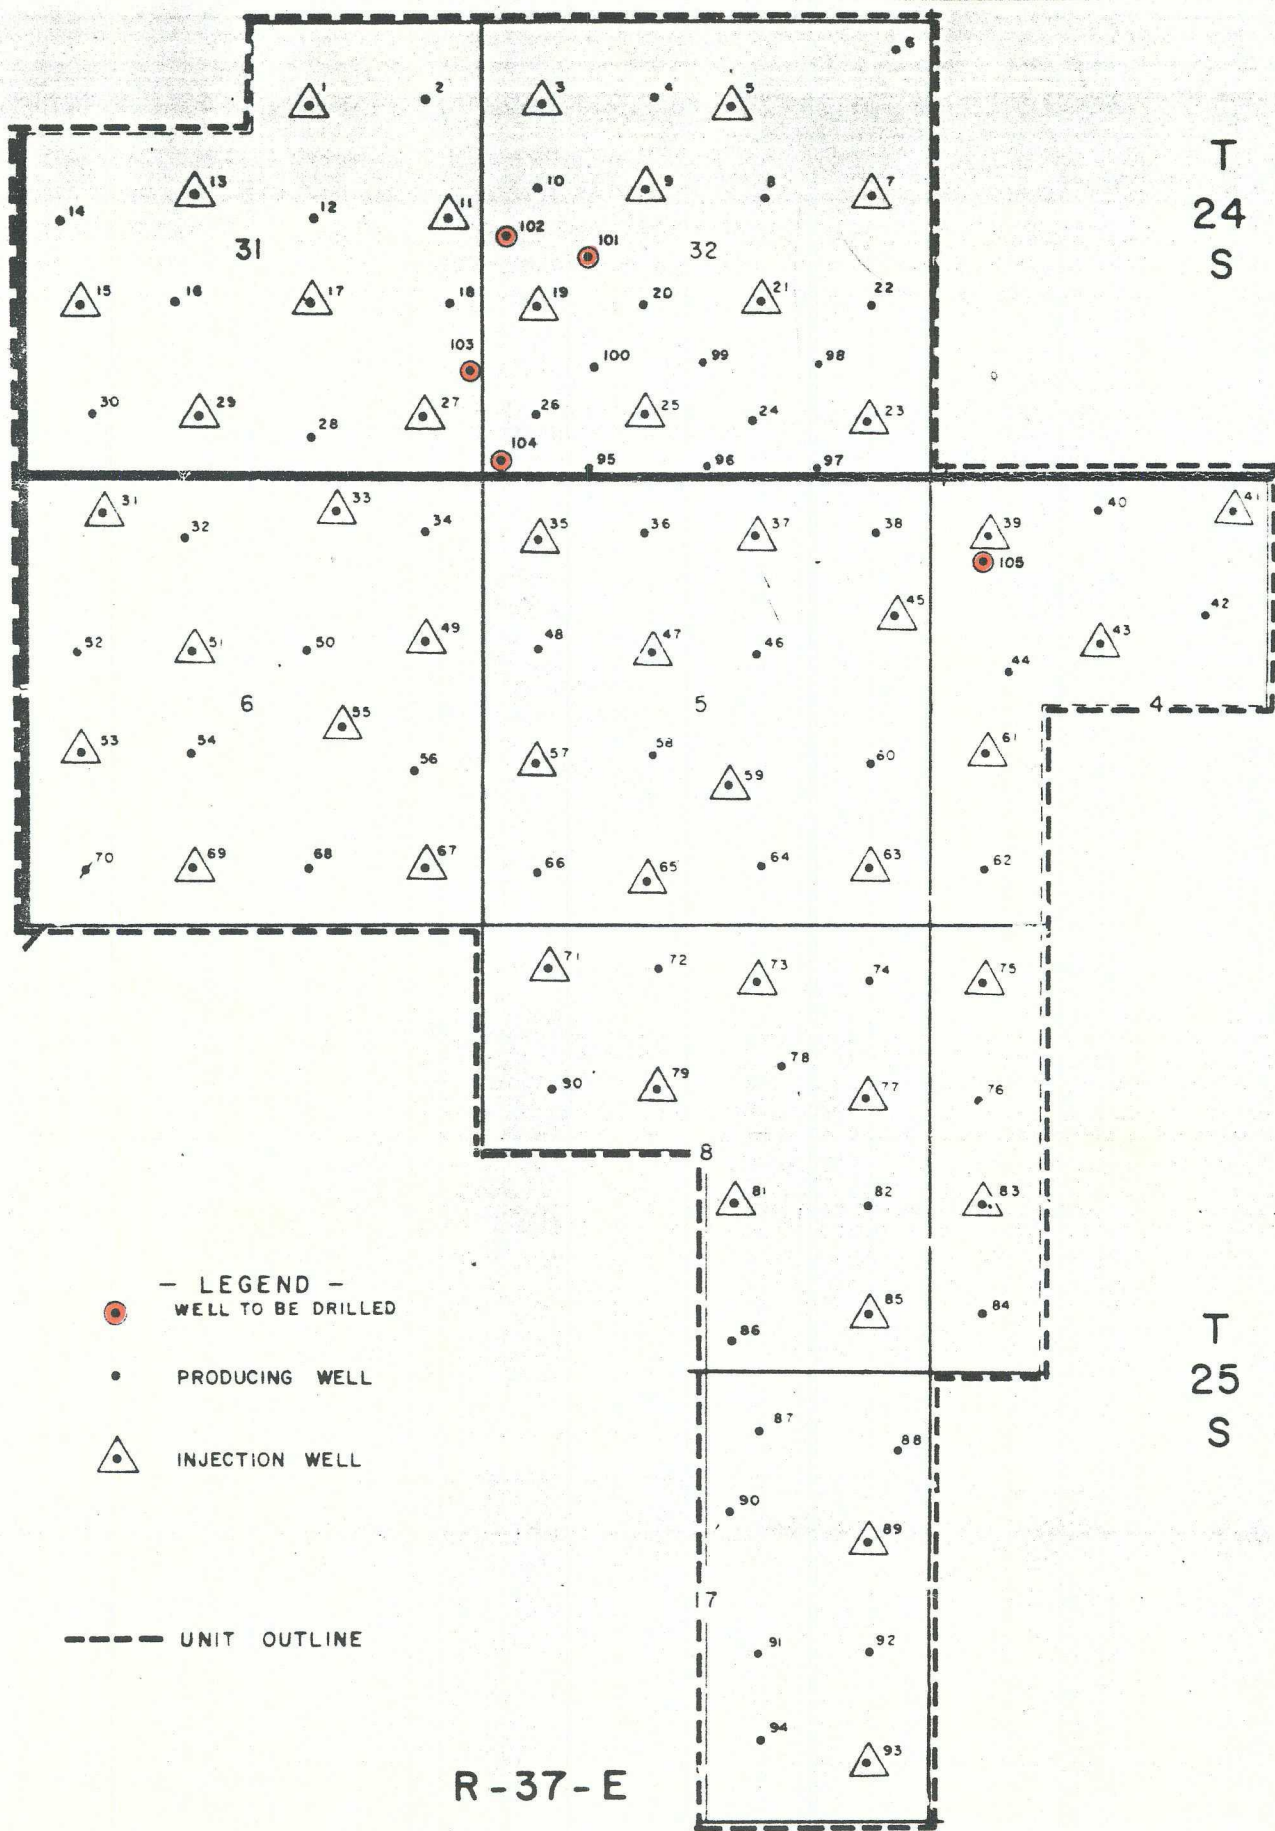 6
1 2 3 4 5
T
24
S
13 10 9 8 7
14 12 11
102
31 101 32
15 16 17 18 19 20 21 22
103 100 99 98
30 29 28 27 26 25 24 23
104 95 96 97
31 32 33 34 35 36 37 38 39 40 41
105
45 42
52 51 50 49 48 47 46 43
44
6 5 4
53 54 55 56 57 58 59 60 61
70 69 68 67 66 65 64 63 62
71 72 73 74 75
80 79 78 77 76
8
81 82 83
- LEGEND -
WELL TO BE DRILLED
85 84
86
PRODUCING WELL
T
25
S
87 88
INJECTION WELL
90
89
17
UNIT OUTLINE
91 92
94
93
R-37-E